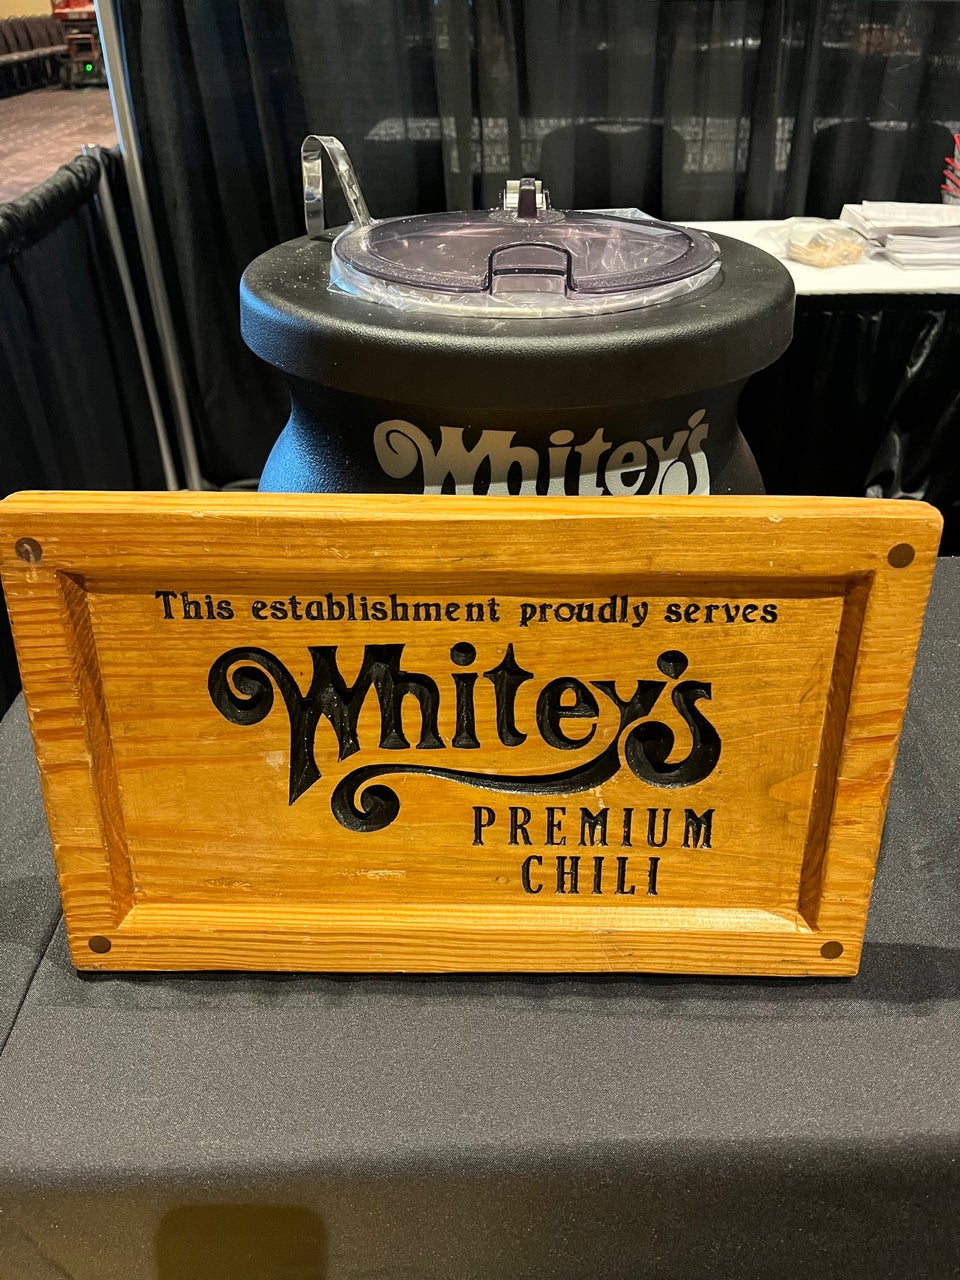 Whitey's
This establishment proudly serves
Whitey's
PREMIUM
CHILI